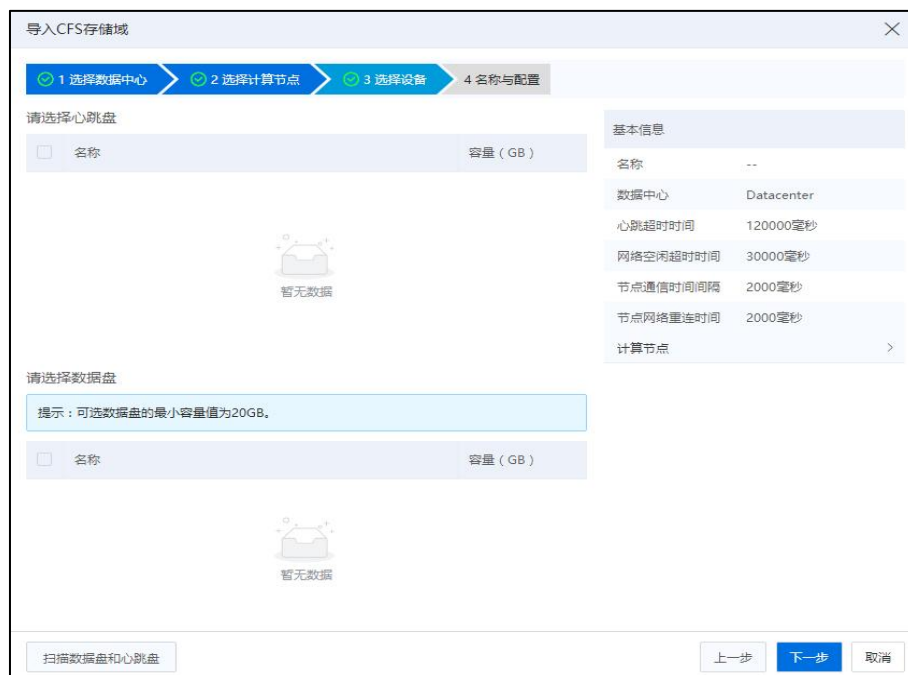 导入CFS存储域
1 选择数据中心 2 选择计算节点 3 选择设备 4 名称与配置
请选择心跳盘
名称 容量（GB）
暂无数据
请选择数据盘
提示：可选数据盘的最小容量值为20GB。
名称 容量（GB）
暂无数据
基本信息
名称 --
数据中心 Datacenter
心跳超时时间 120000毫秒
网络空闲超时时间 30000毫秒
节点通信时间间隔 2000毫秒
节点网络重连时间 2000毫秒
计算节点 >
扫描数据盘和心跳盘 上一步 下一步 取消